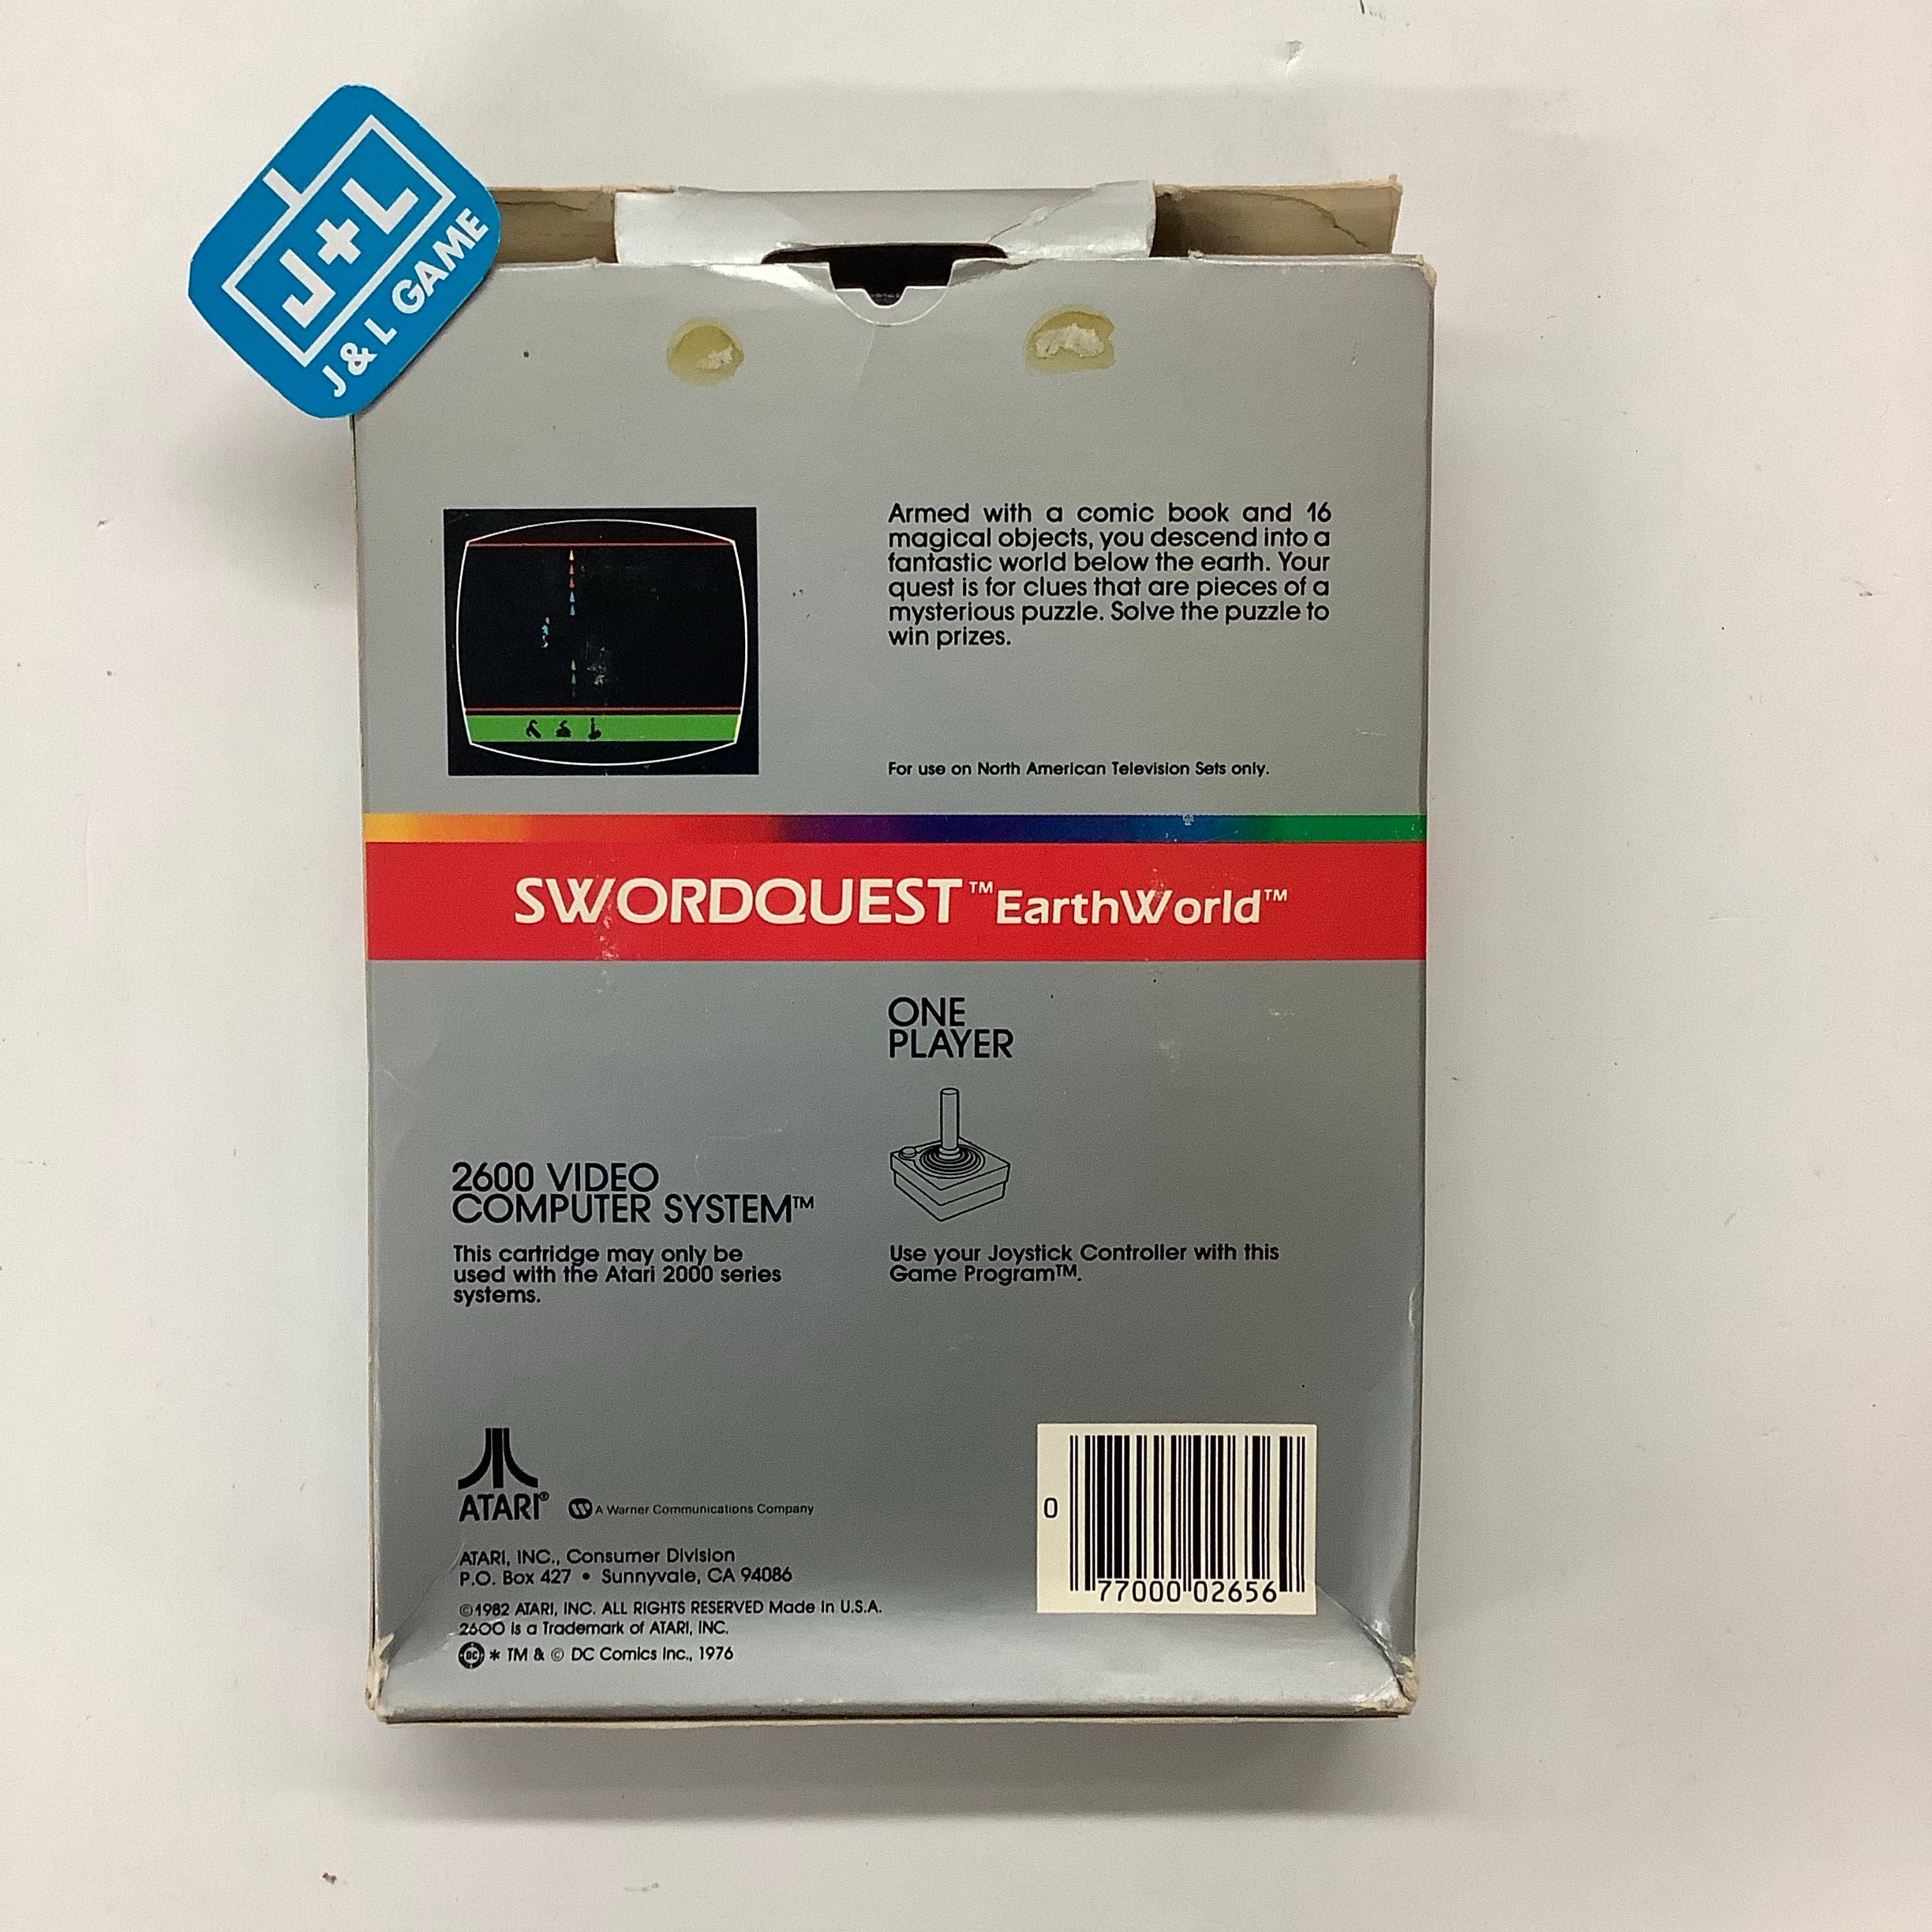 J+L
J & L GAME
Armed with a comic book and 16
magical objects, you descend into a
fantastic world below the earth. Your
quest is for clues that are pieces of a
mysterious puzzle. Solve the puzzle to
win prizes.
For use on North American Television Sets only.
SWORDQUEST™ EarthWorld™
ONE
PLAYER
2600 VIDEO
COMPUTER SYSTEM™
This cartridge may only be
used with the Atari 2000 series
systems.
Use your Joystick Controller with this
Game Program™.
ATARI® A Warner Communications Company
ATARI, INC., Consumer Division
P.O. Box 427 • Sunnyvale, CA 94086
©1982 ATARI, INC. ALL RIGHTS RESERVED Made in U.S.A.
2600 is a Trademark of ATARI, INC.
DC * TM & © DC Comics Inc., 1976
0 77000 02656